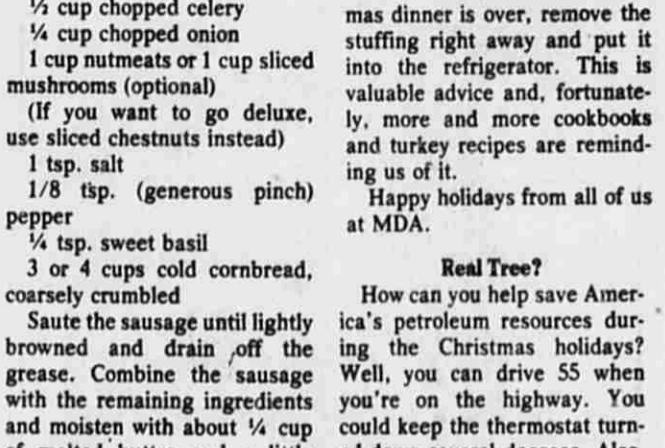 ½ cup chopped celery
¼ cup chopped onion
1 cup nutmeats or 1 cup sliced
mushrooms (optional)
(If you want to go deluxe,
use sliced chestnuts instead)
1 tsp. salt
1/8 tsp. (generous pinch)
pepper
¼ tsp. sweet basil
3 or 4 cups cold cornbread,
coarsely crumbled
Saute the sausage until lightly
browned and drain off the
grease. Combine the sausage
with the remaining ingredients
and moisten with about ¼ cup
mas dinner is over, remove the
stuffing right away and put it
into the refrigerator. This is
valuable advice and, fortunate-
ly, more and more cookbooks
and turkey recipes are remind-
ing us of it.
Happy holidays from all of us
at MDA.
Real Tree?
How can you help save Amer-
ica's petroleum resources dur-
ing the Christmas holidays?
Well, you can drive 55 when
you're on the highway. You
could keep the thermostat turn-